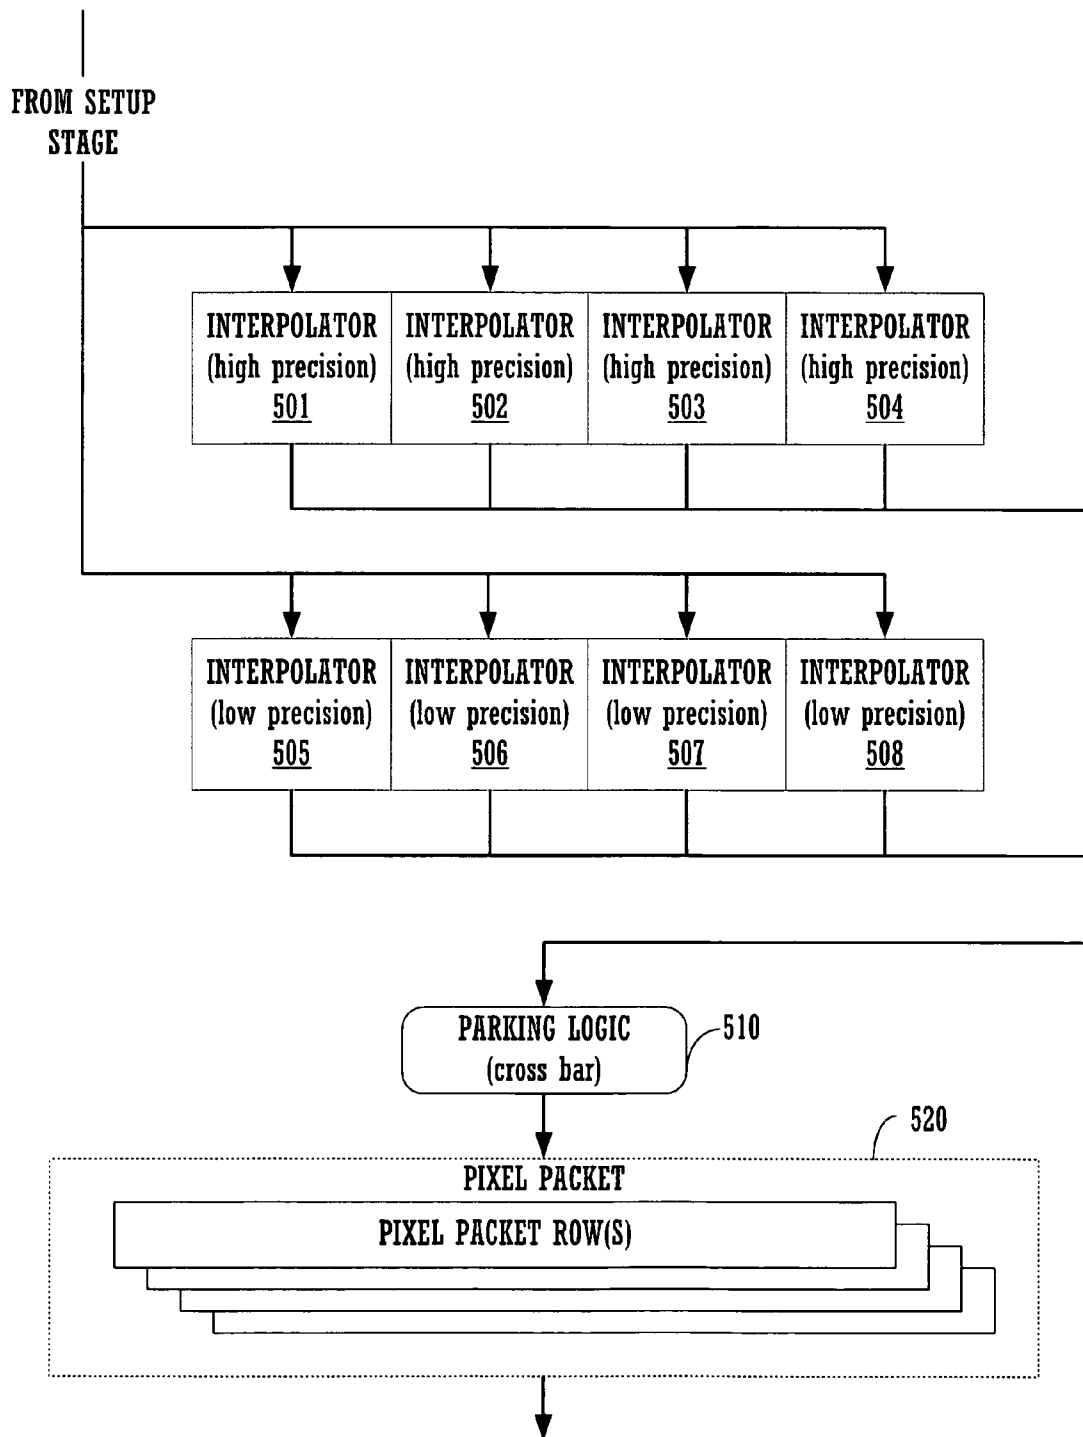 FROM SETUP
STAGE
INTERPOLATOR
(high precision)
501
INTERPOLATOR
(high precision)
502
INTERPOLATOR
(high precision)
503
INTERPOLATOR
(high precision)
504
INTERPOLATOR
(low precision)
505
INTERPOLATOR
(low precision)
506
INTERPOLATOR
(low precision)
507
INTERPOLATOR
(low precision)
508
PARKING LOGIC
(cross bar)
510
520
PIXEL PACKET
PIXEL PACKET ROW(S)